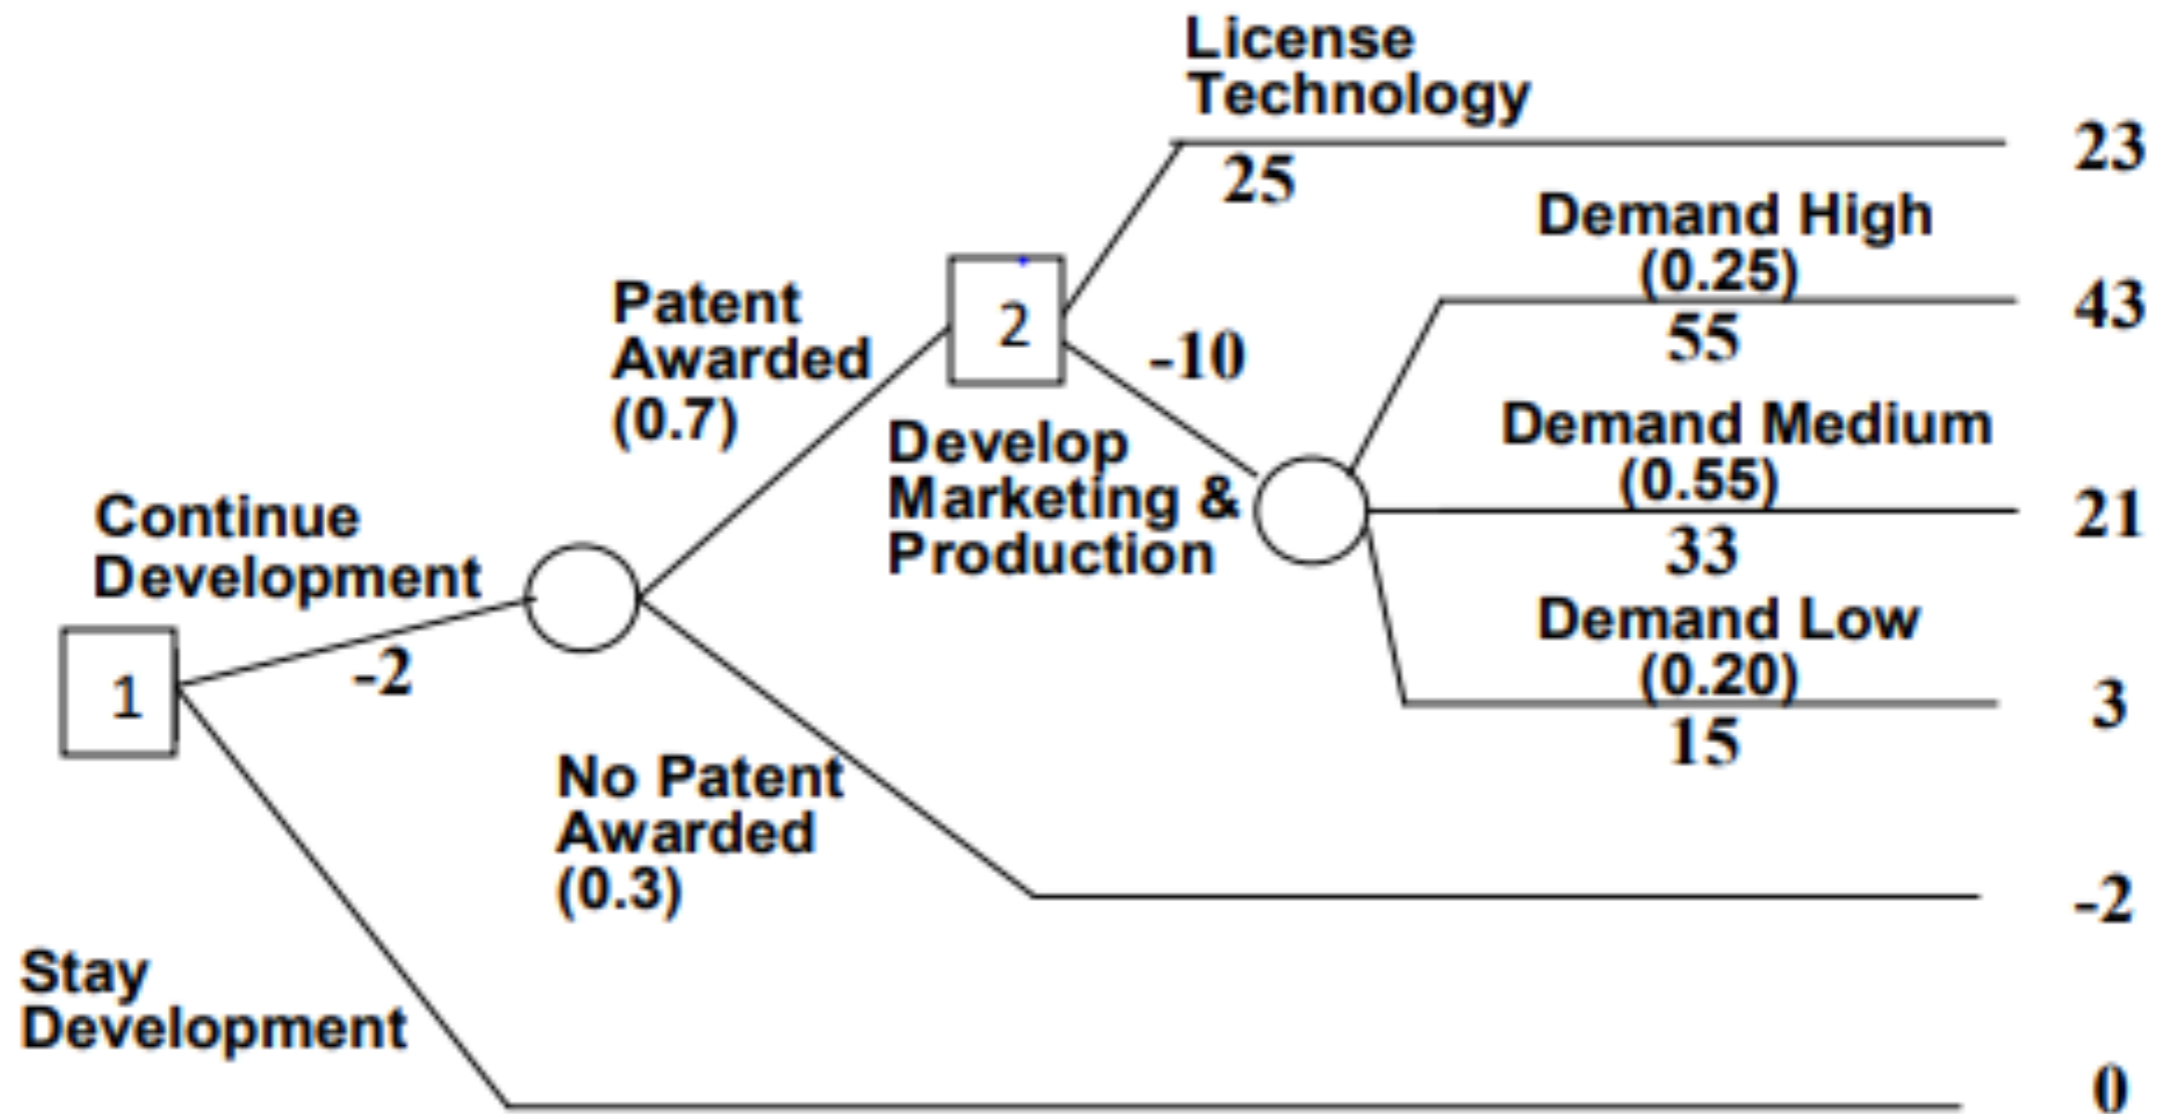 License
Technology
25
23
Demand High
(0.25)
55
43
Patent
Awarded
(0.7)
2
-10
Develop
Marketing &
Production
Demand Medium
(0.55)
33
21
Demand Low
(0.20)
15
3
Continue
Development
-2
1
No Patent
Awarded
(0.3)
-2
Stay
Development
0